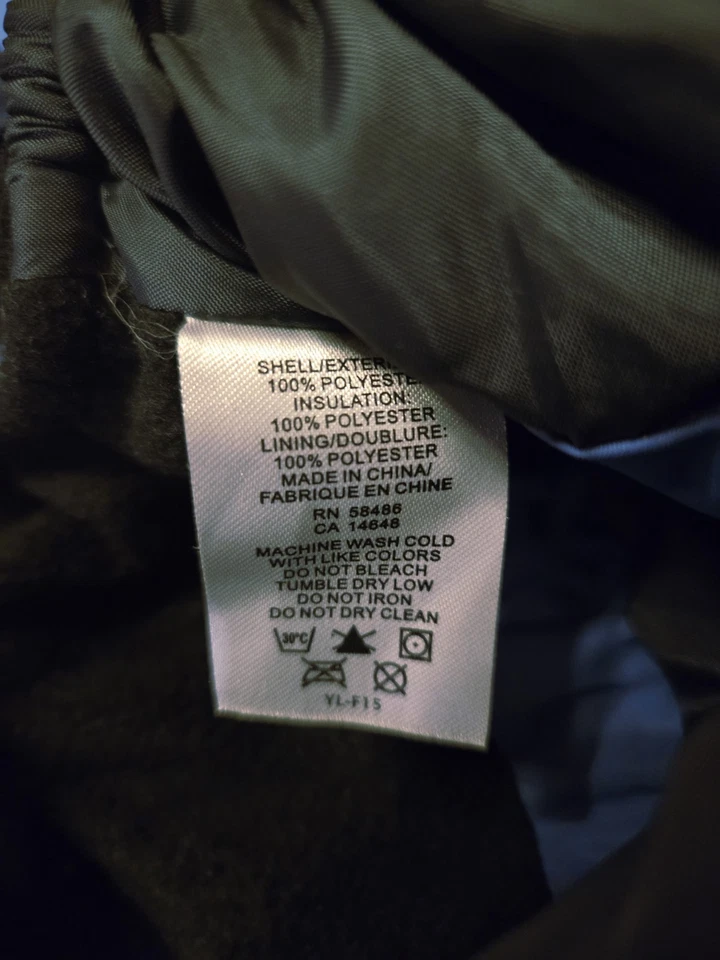 SHELL/EXTERI
100% POLYESTE
INSULATION:
100% POLYESTER
LINING/DOUBLURE:
100% POLYESTER
MADE IN CHINA/
FABRIQUE EN CHINE
RN 58486
CA 14648
MACHINE WASH COLD
WITH LIKE COLORS
DO NOT BLEACH
TUMBLE DRY LOW
DO NOT IRON
DO NOT DRY CLEAN
30°C
YL-F15